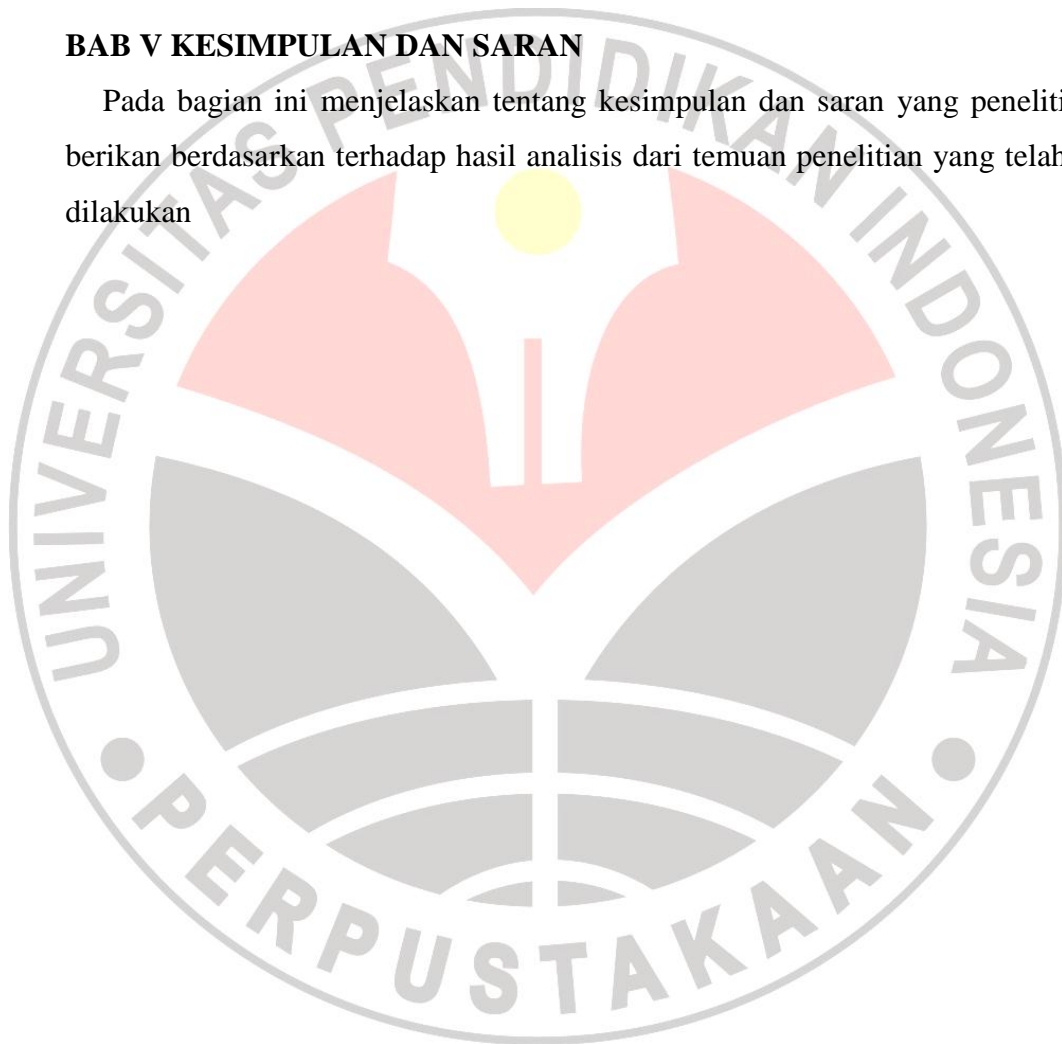 BAB V KESIMPULAN DAN SARAN
Pada bagian ini menjelaskan tentang kesimpulan dan saran yang peneliti
berikan berdasarkan terhadap hasil analisis dari temuan penelitian yang telah
dilakukan
UNIVERSITAS PENDIDIKAN INDONESIA
PERPUSTAKAAN